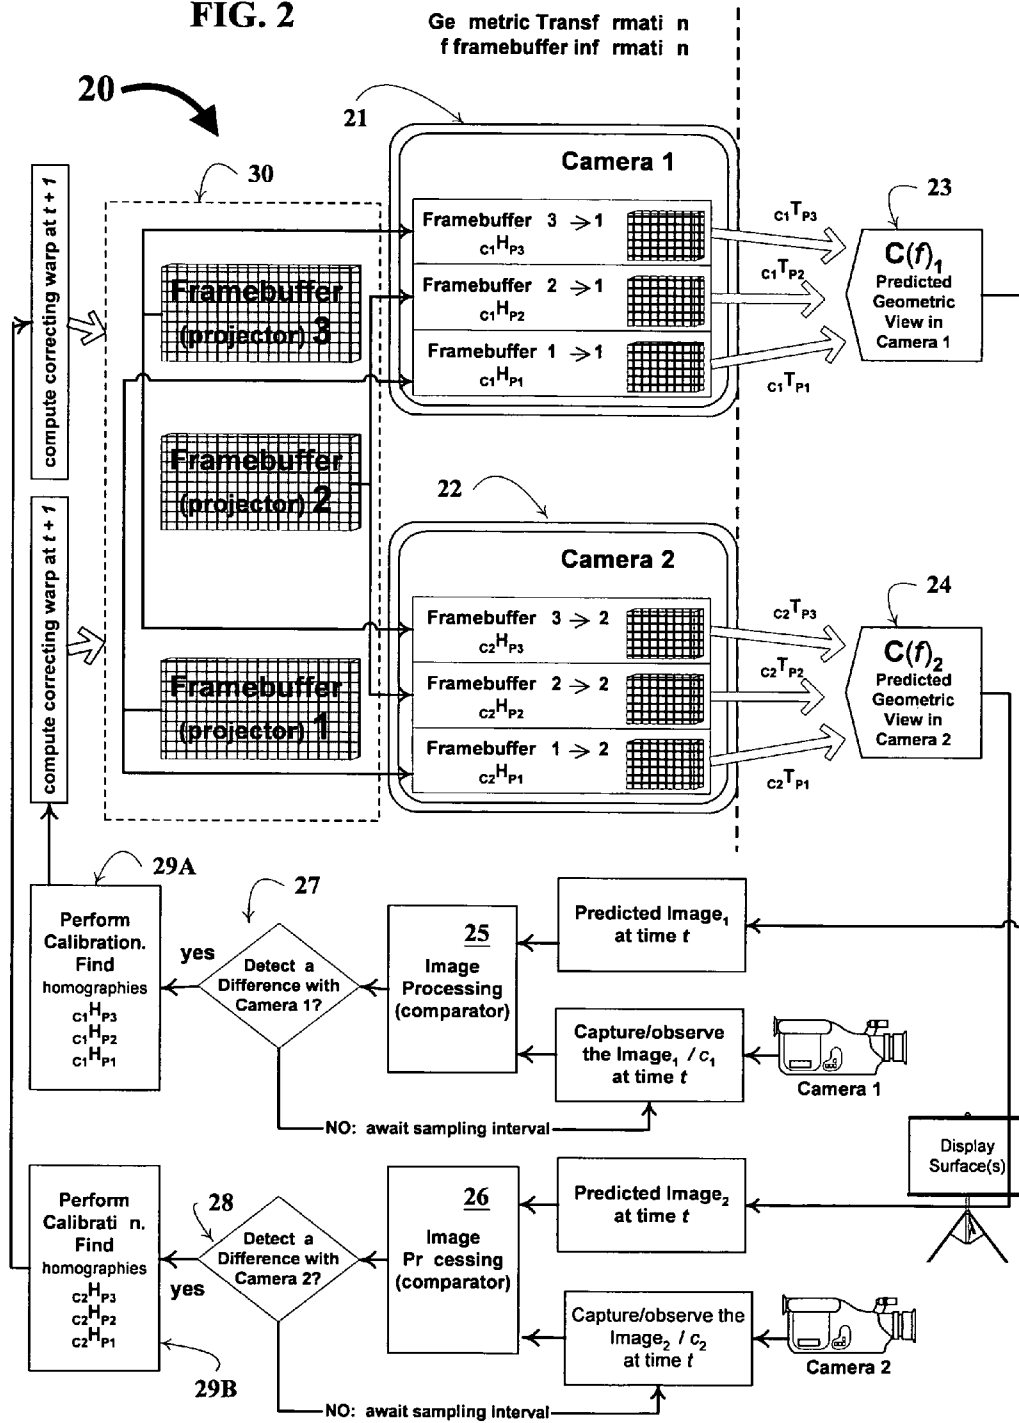 FIG. 2
Ge metric Transf rmati n
f framebuffer inf rmati n
20
21
30
23
compute correcting warp at t + 1
Camera 1
Framebuffer 3 → 1
C1HP3
Framebuffer 2 → 1
C1HP2
Framebuffer 1 → 1
C1HP1
Framebuffer
(projector) 3
Framebuffer
(projector) 2
Framebuffer
(projector) 1
C1TP3
C1TP2
C1TP1
C(f)1
Predicted
Geometric
View in
Camera 1
compute correcting warp at t + 1
22
Camera 2
Framebuffer 3 → 2
C2HP3
Framebuffer 2 → 2
C2HP2
Framebuffer 1 → 2
C2HP1
C2TP3
C2TP2
C2TP1
24
C(f)2
Predicted
Geometric
View in
Camera 2
29A
Perform
Calibration.
Find
homographies
C1HP3
C1HP2
C1HP1
yes
27
Detect a
Difference with
Camera 1?
25
Image
Processing
(comparator)
Predicted Image1
at time t
Capture/observe
the Image1 / c1
at time t
Camera 1
NO: await sampling interval
Display
Surface(s)
Perform
Calibrati n.
Find
homographies
C2HP3
C2HP2
C2HP1
29B
28
yes
Detect a
Difference with
Camera 2?
26
Image
Pr cessing
(comparator)
Predicted Image2
at time t
Capture/observe the
Image2 / c2
at time t
Camera 2
NO: await sampling interval